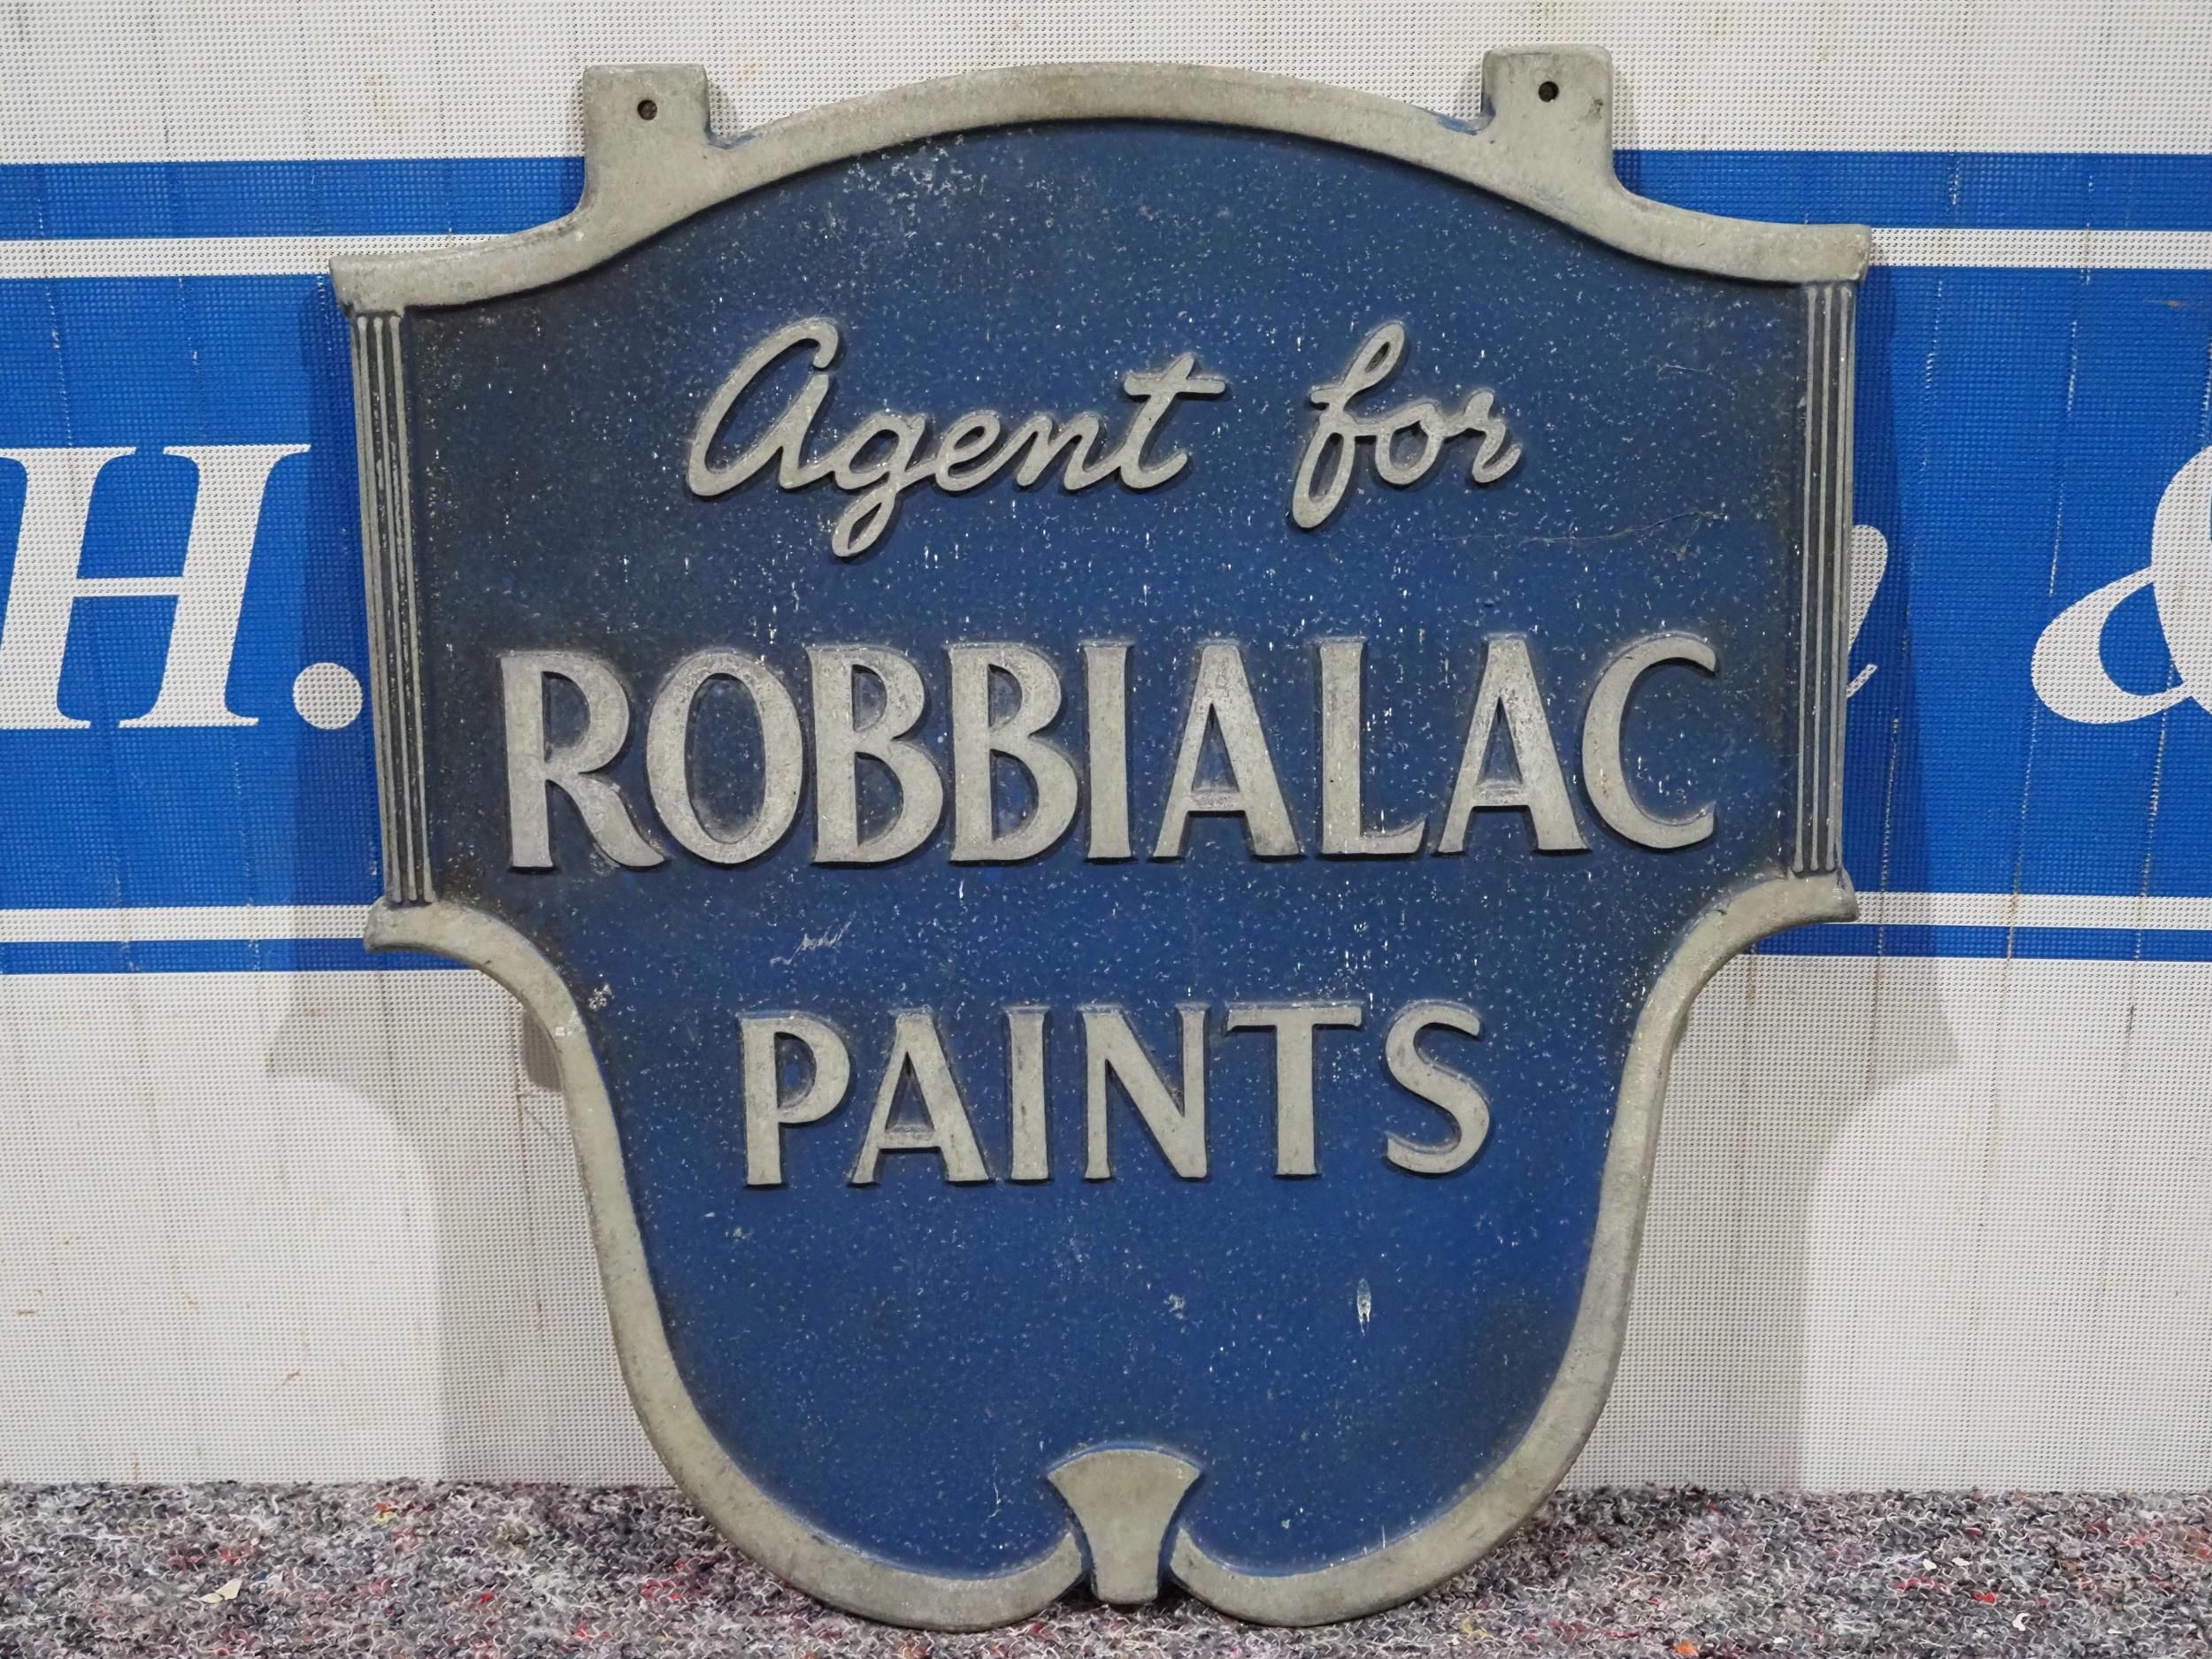 Agent for
ROBBIALAC
PAINTS
H.
&